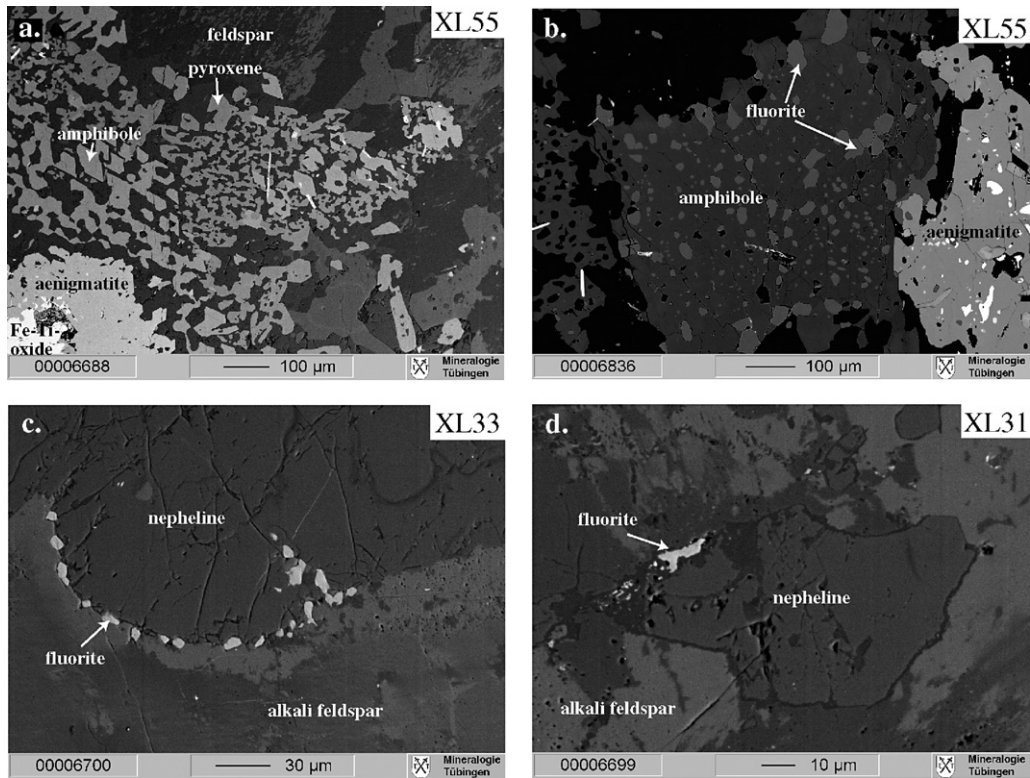 a.
XL55
feldspar
pyroxene
amphibole
aenigmatite
Fe-Ti-
oxide
00006688
100 µm
Mineralogie
Tübingen
b.
XL55
fluorite
amphibole
aenigmatite
00006836
100 µm
Mineralogie
Tübingen
c.
XL33
nepheline
fluorite
alkali feldspar
00006700
30 µm
Mineralogie
Tübingen
d.
XL31
fluorite
nepheline
alkali feldspar
00006699
10 µm
Mineralogie
Tübingen